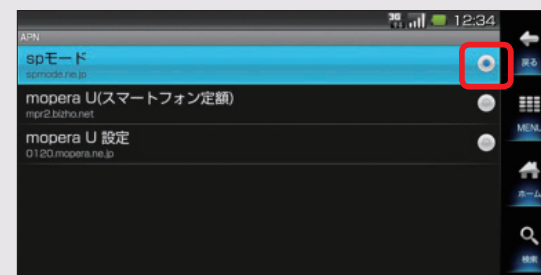 3G 12:34
APN
spモード
spmode.ne.jp
mopera U(スマートフォン定額)
mpr2.bizho.net
mopera U 設定
0120.mopera.ne.jp
戻る
MENU
ホーム
検索